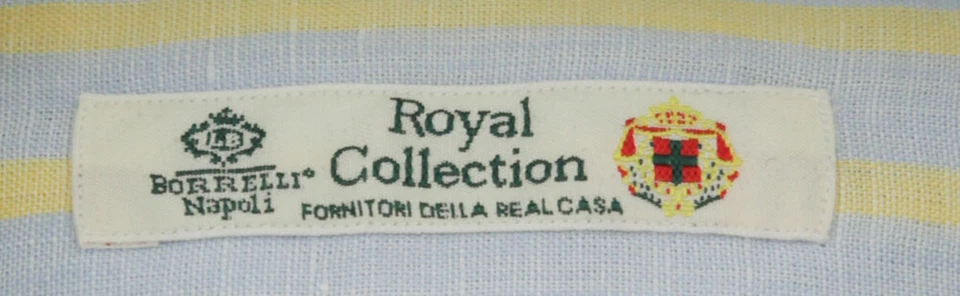 LB
BORRELLI
Napoli
Royal
Collection
FORNITORI DELLA REAL CASA